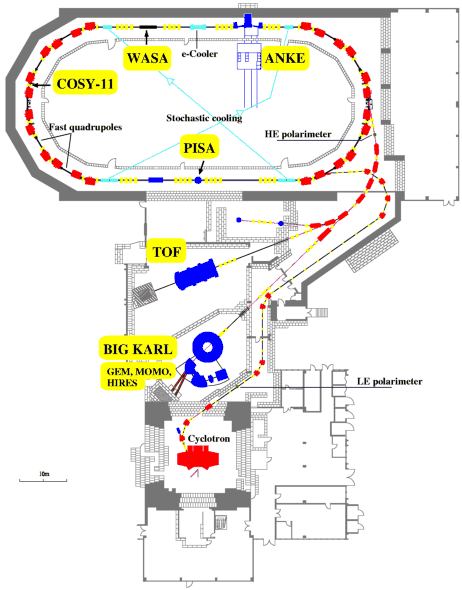 WASA
e-Cooler
ANKE
COSY-11
Stochastic cooling
Fast quadrupoles
HE polarimeter
PISA
TOF
BIG KARL
GEM, MOMO,
HIRES
LE polarimeter
Cyclotron
10m